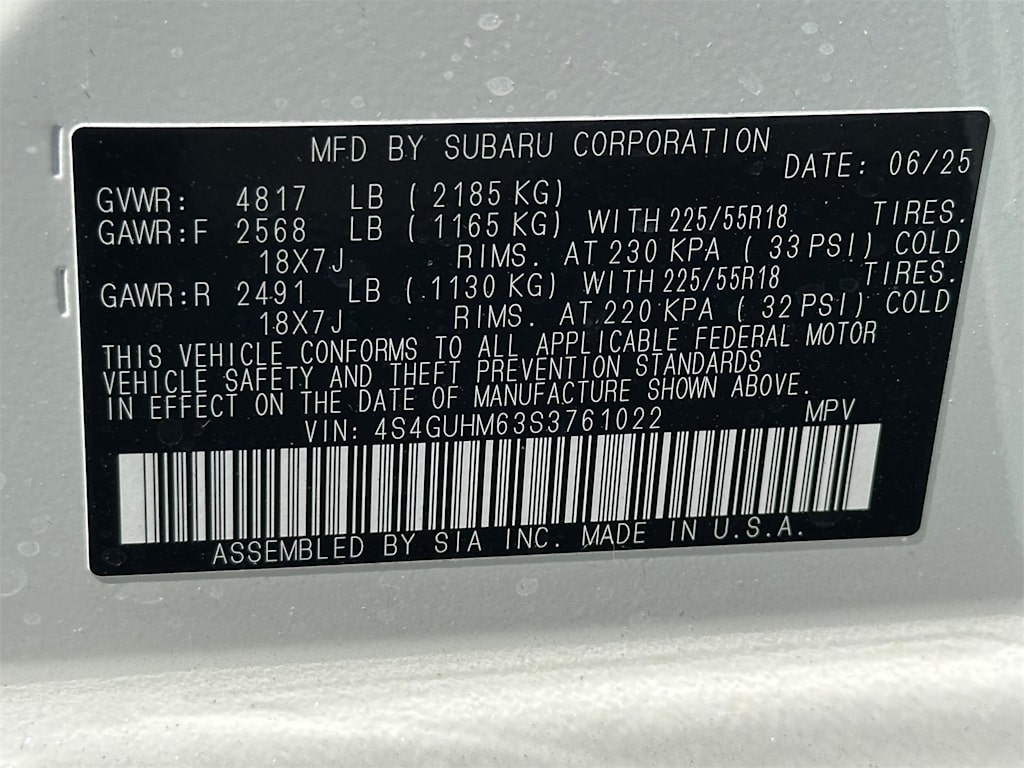 MFD BY SUBARU CORPORATION
DATE: 06/25
GVWR: 4817 LB ( 2185 KG)
GAWR:F 2568 LB ( 1165 KG) WITH 225/55R18 TIRES.
18X7J RIMS. AT 230 KPA ( 33 PSI) COLD
GAWR:R 2491 LB ( 1130 KG) WITH 225/55R18 TIRES.
18X7J RIMS. AT 220 KPA ( 32 PSI) COLD
THIS VEHICLE CONFORMS TO ALL APPLICABLE FEDERAL MOTOR
VEHICLE SAFETY AND THEFT PREVENTION STANDARDS
IN EFFECT ON THE DATE OF MANUFACTURE SHOWN ABOVE.
VIN: 4S4GUHM63S3761022 MPV
ASSEMBLED BY SIA INC. MADE IN U.S.A.